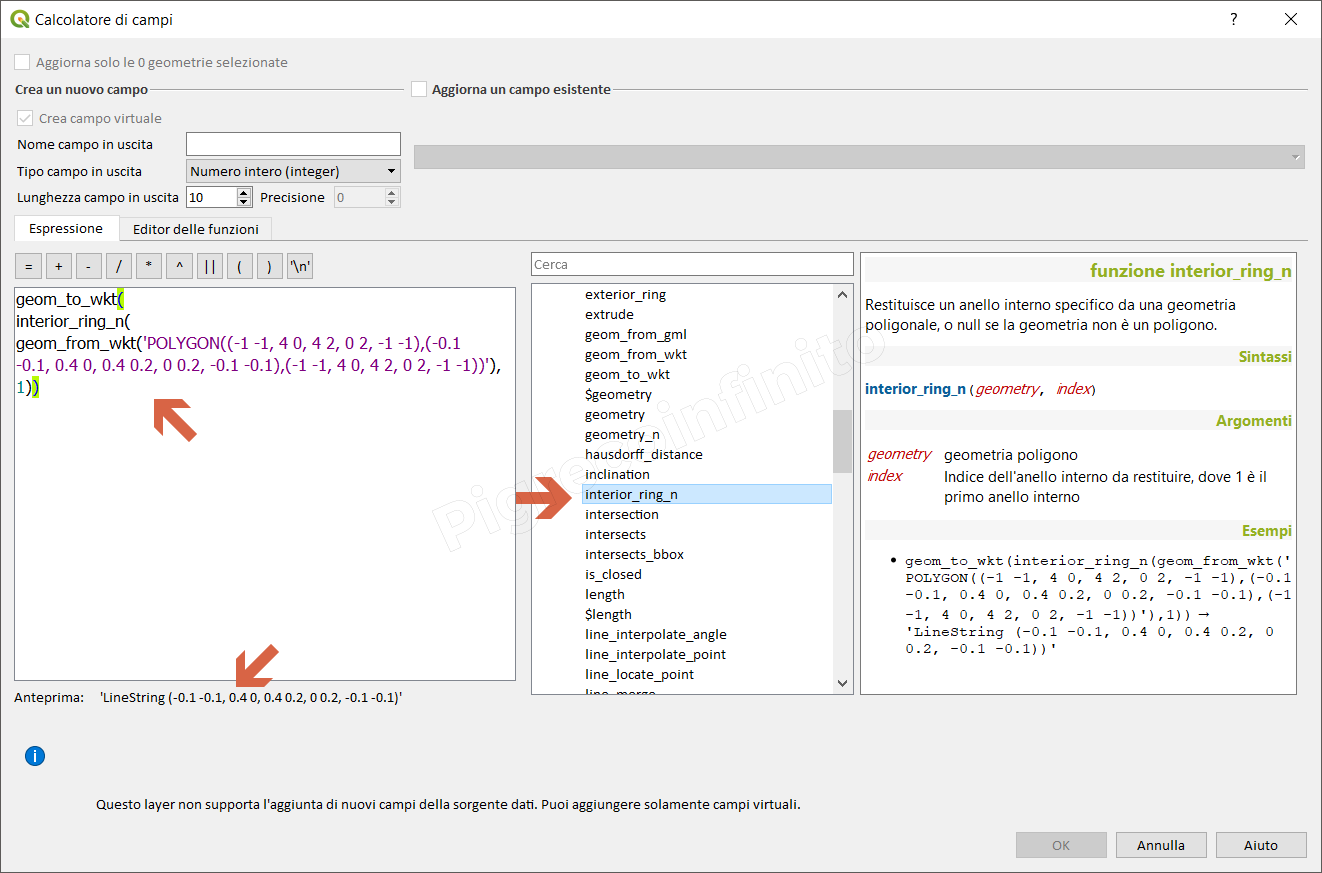 Calcolatore di campi
?
Aggiorna solo le 0 geometrie selezionate
Crea un nuovo campo
Aggiorna un campo esistente
Crea campo virtuale
Nome campo in uscita
Tipo campo in uscita
Numero intero (integer)
Lunghezza campo in uscita
10
Precisione
0
Espressione
Editor delle funzioni
=
+
-
/
*
^
||
(
)
'\n'
geom_to_wkt(
interior_ring_n(
geom_from_wkt('POLYGON((-1 -1, 4 0, 4 2, 0 2, -1 -1),(-0.1
-0.1, 0.4 0, 0.4 0.2, 0 0.2, -0.1 -0.1),(-1 -1, 4 0, 4 2, 0 2, -1 -1))'),
1))
Anteprima: 'LineString (-0.1 -0.1, 0.4 0, 0.4 0.2, 0 0.2, -0.1 -0.1)'
Cerca
exterior_ring
extrude
geom_from_gml
geom_from_wkt
geom_to_wkt
$geometry
geometry
geometry_n
hausdorff_distance
inclination
interior_ring_n
intersection
intersects
intersects_bbox
is_closed
length
$length
line_interpolate_angle
line_interpolate_point
line_locate_point
line_merge
funzione interior_ring_n
Restituisce un anello interno specifico da una geometria
poligonale, o null se la geometria non è un poligono.
Sintassi
interior_ring_n(geometry, index)
Argomenti
geometry geometria poligono
index Indice dell'anello interno da restituire, dove 1 è il
primo anello interno
Esempi
• geom_to_wkt(interior_ring_n(geom_from_wkt('
POLYGON((-1 -1, 4 0, 4 2, 0 2, -1 -1),(-0.1
-0.1, 0.4 0, 0.4 0.2, 0 0.2, -0.1 -0.1),(-1
-1, 4 0, 4 2, 0 2, -1 -1))'),1)) →
'LineString (-0.1 -0.1, 0.4 0, 0.4 0.2, 0
0.2, -0.1 -0.1))'
Pigrecoinfinito
i
Questo layer non supporta l'aggiunta di nuovi campi della sorgente dati. Puoi aggiungere solamente campi virtuali.
OK
Annulla
Aiuto